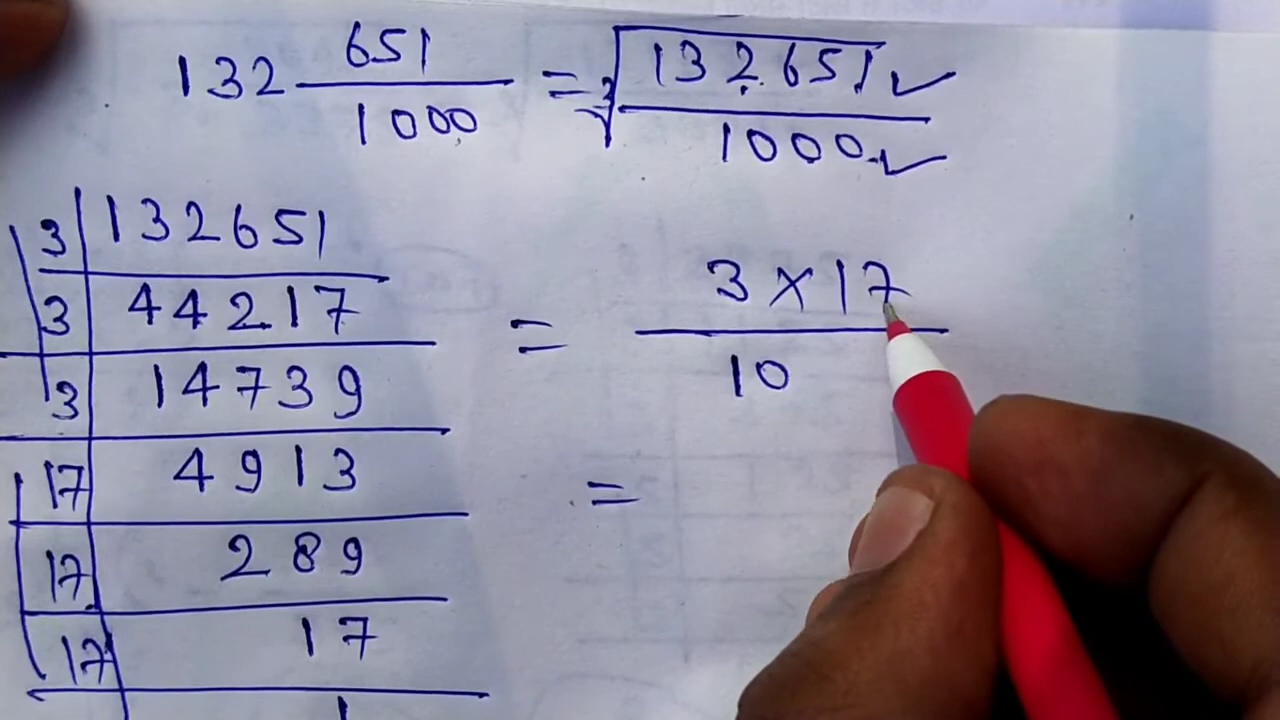 132 651/1000 = ∛132651✓/1000✓
3 | 132651
3 | 44217
3 | 14739
17 | 4913
17 | 289
17 | 17
1
= 3 × 17/10
=